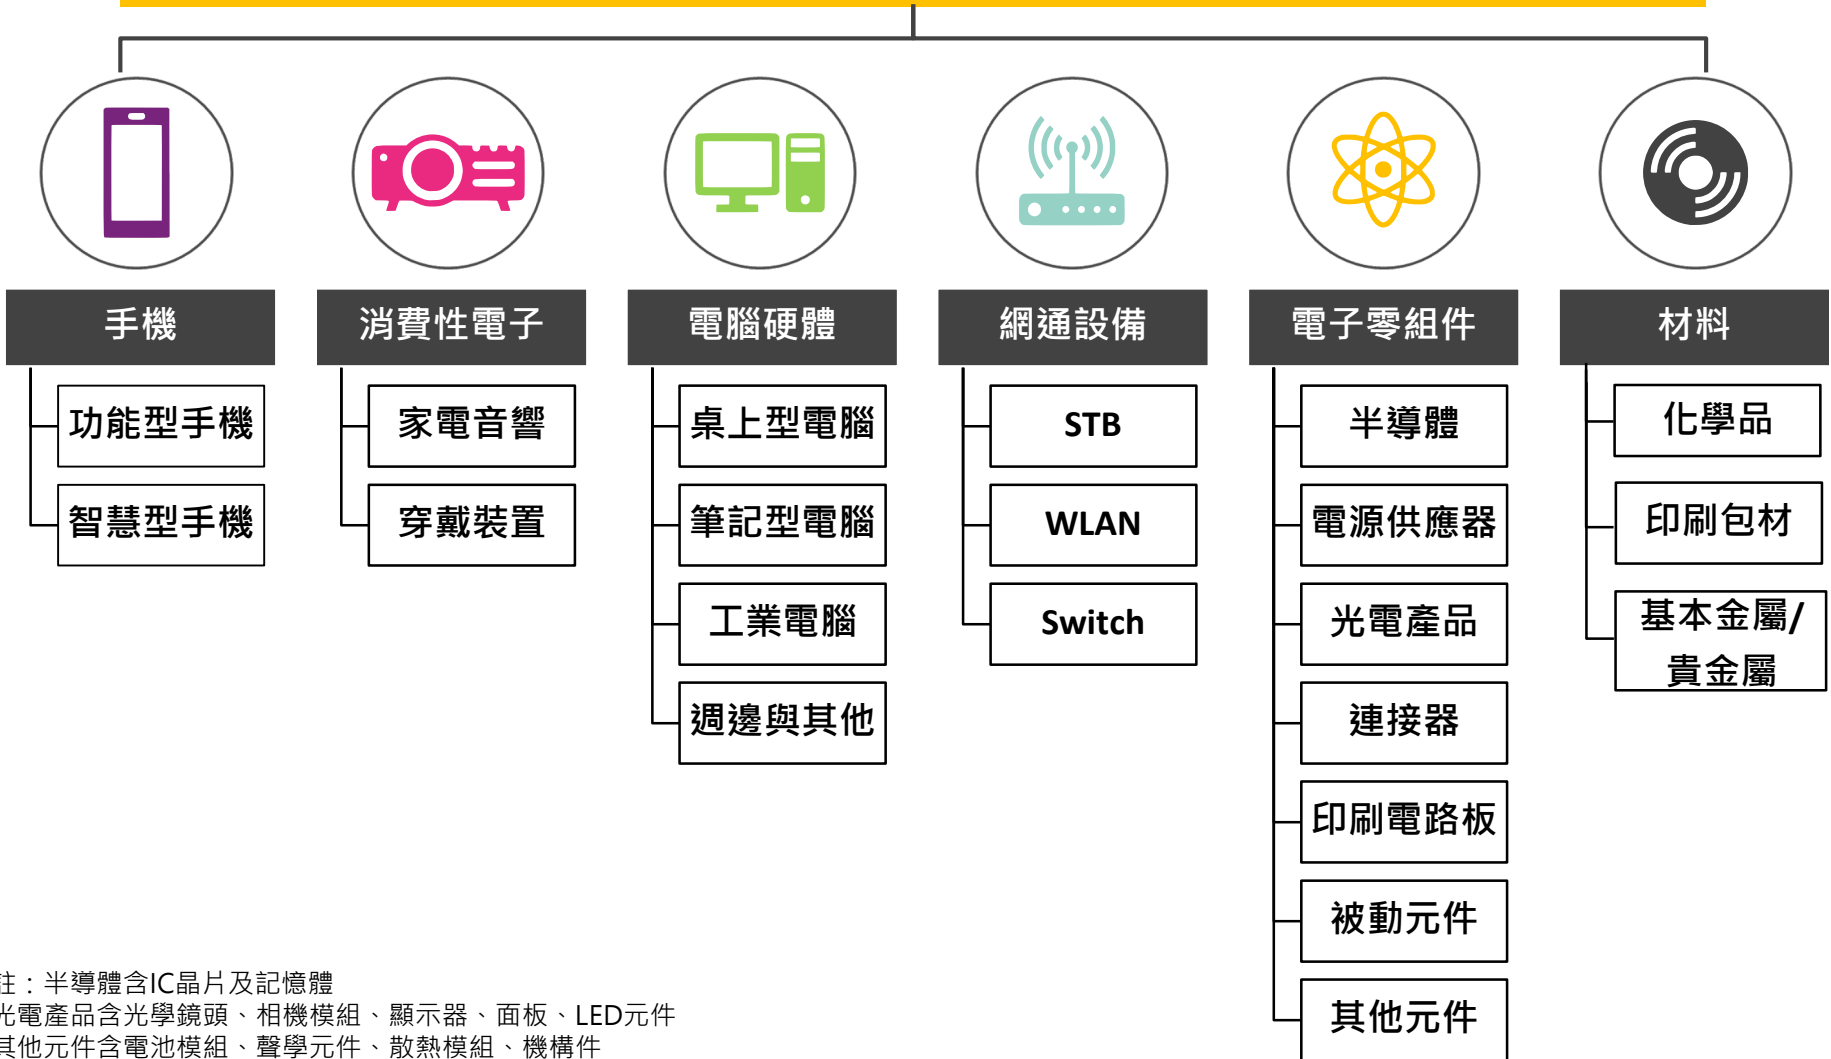 手機
功能型手機
智慧型手機
消費性電子
家電音響
穿戴裝置
電腦硬體
桌上型電腦
筆記型電腦
工業電腦
週邊與其他
網通設備
STB
WLAN
Switch
電子零組件
半導體
電源供應器
光電產品
連接器
印刷電路板
被動元件
其他元件
材料
化學品
印刷包材
基本金屬/
貴金屬
註：半導體含IC晶片及記憶體
光電產品含光學鏡頭、相機模組、顯示器、面板、LED元件
其他元件含電池模組、聲學元件、散熱模組、機構件